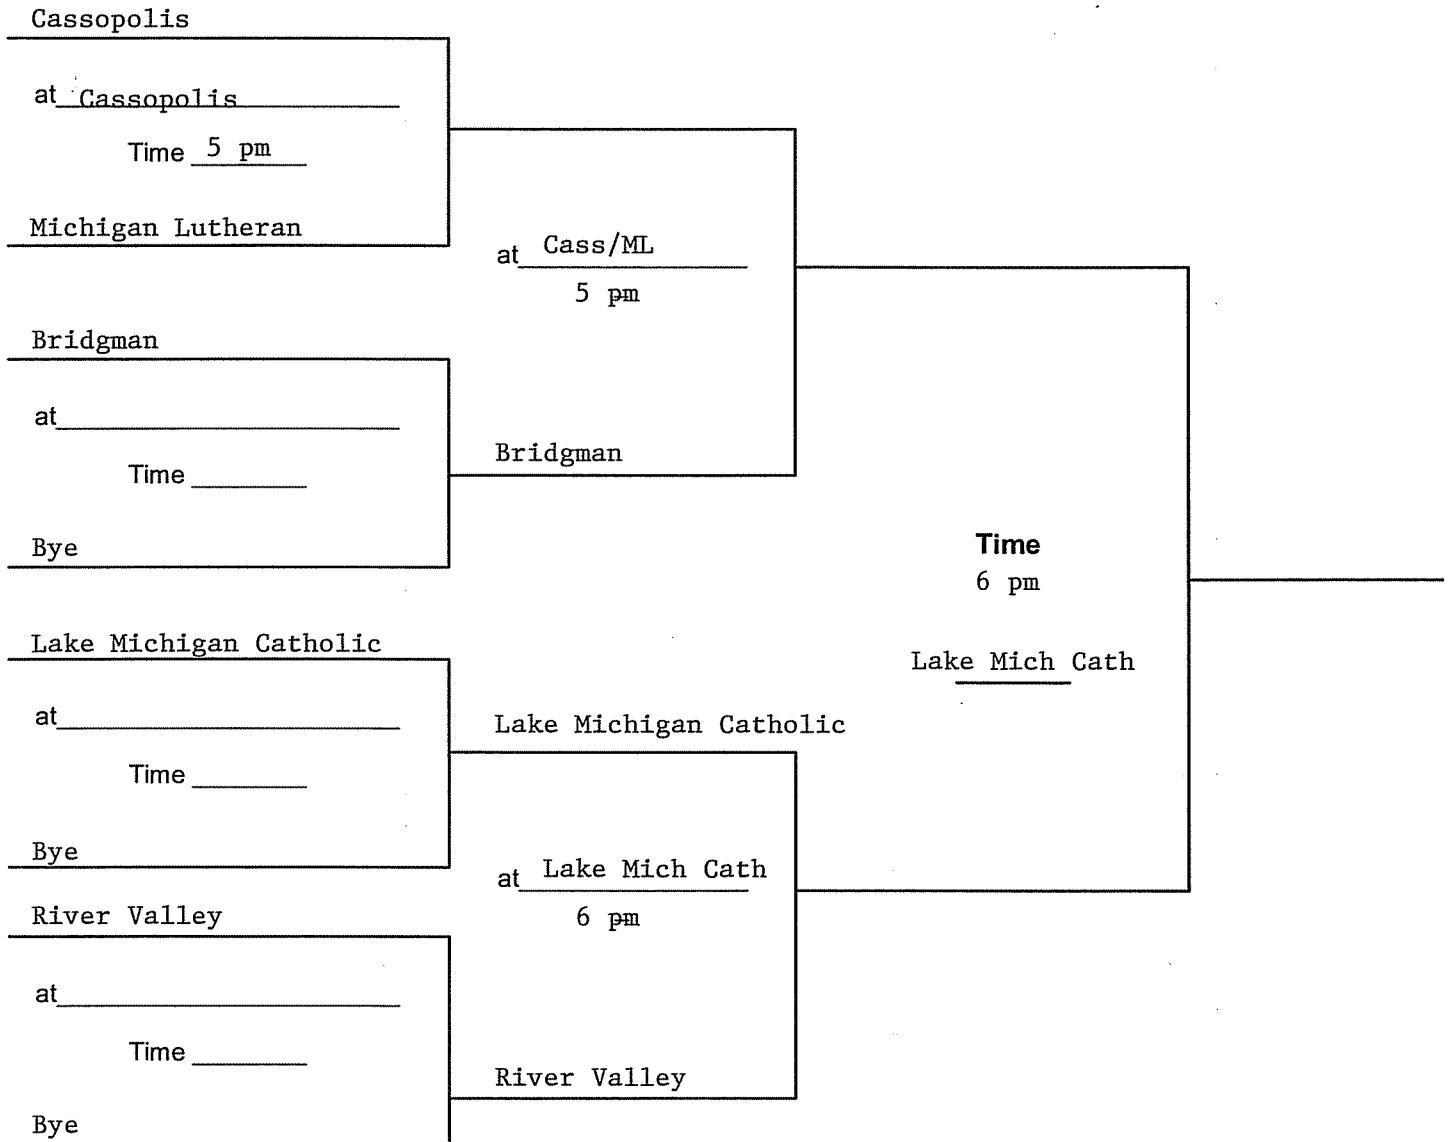 Cassopolis
at Cassopolis
Time 5 pm
Michigan Lutheran
at Cass/ML
5 pm
Bridgman
at
Time
Bridgman
Bye
Time
6 pm
Lake Michigan Catholic
Lake Mich Cath
at
Lake Michigan Catholic
Time
Bye
at Lake Mich Cath
6 pm
River Valley
at
Time
River Valley
Bye